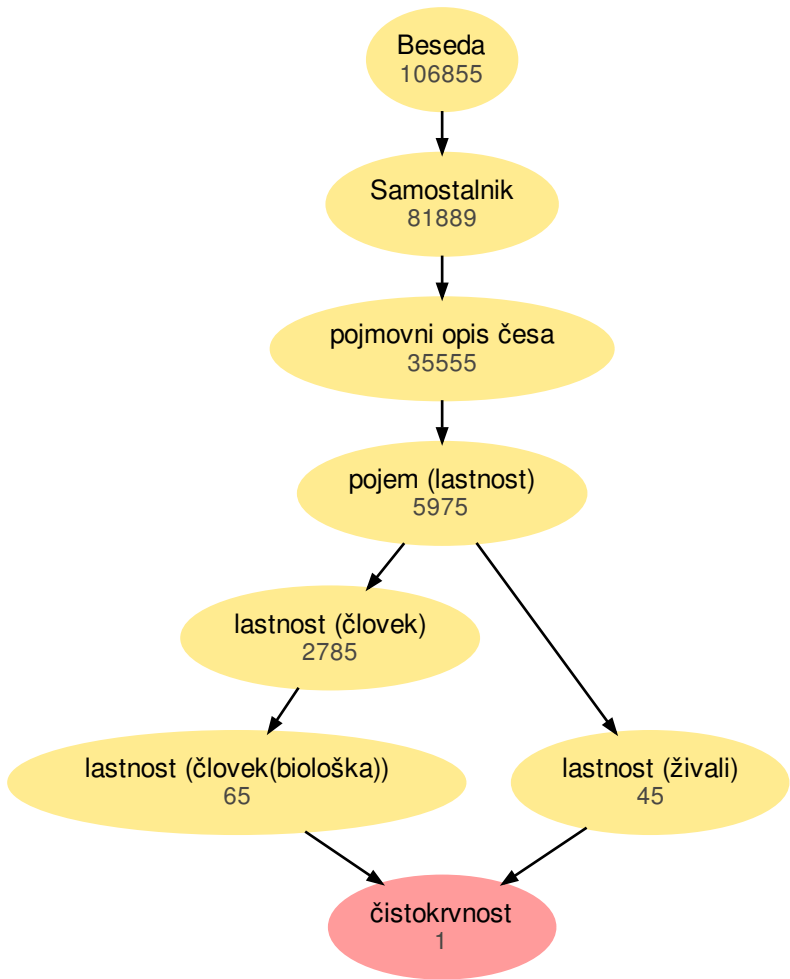 Beseda
106855
Samostalnik
81889
pojmovni opis česa
35555
pojem (lastnost)
5975
lastnost (človek)
2785
lastnost (človek(biološka))
65
lastnost (živali)
45
čistokrvnost
1